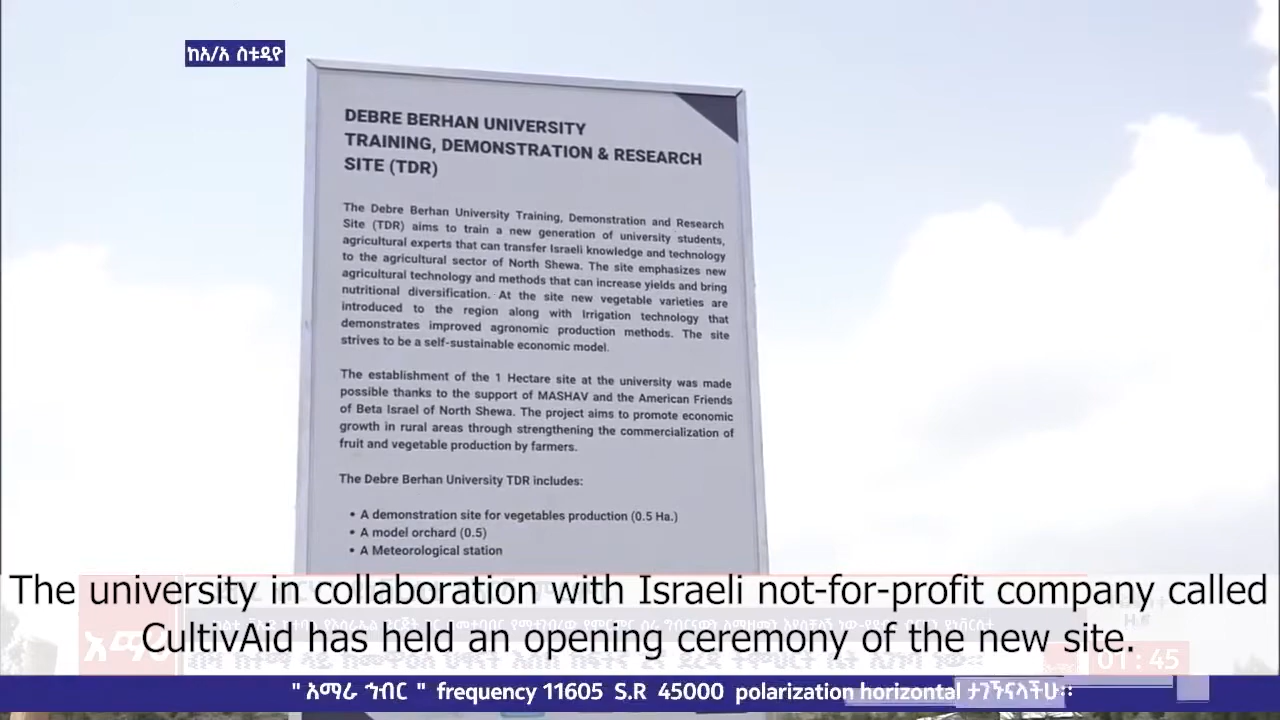 ከአ/አ ስቱዲዮ
DEBRE BERHAN UNIVERSITY
TRAINING, DEMONSTRATION & RESEARCH
SITE (TDR)
The Debre Berhan University Training, Demonstration and Research
Site (TDR) aims to train a new generation of university students,
agricultural experts that can transfer Israeli knowledge and technology
to the agricultural sector of North Shewa. The site emphasizes new
agricultural technology and methods that can increase yields and bring
nutritional diversification. At the site new vegetable varieties are
introduced to the region along with Irrigation technology that
demonstrates improved agronomic production methods. The site
strives to be a self-sustainable economic model.
The establishment of the 1 Hectare site at the university was made
possible thanks to the support of MASHAV and the American Friends
of Beta Israel of North Shewa. The project aims to promote economic
growth in rural areas through strengthening the commercialization of
fruit and vegetable production by farmers.
The Debre Berhan University TDR includes:
• A demonstration site for vegetables production (0.5 Ha.)
• A model orchard (0.5)
• A Meteorological station
The university in collaboration with Israeli not-for-profit company called
CultivAid has held an opening ceremony of the new site.
01:45
" አማራ ኅብር " frequency 11605 S.R 45000 polarization horizontal ታገኙናላችሁ።